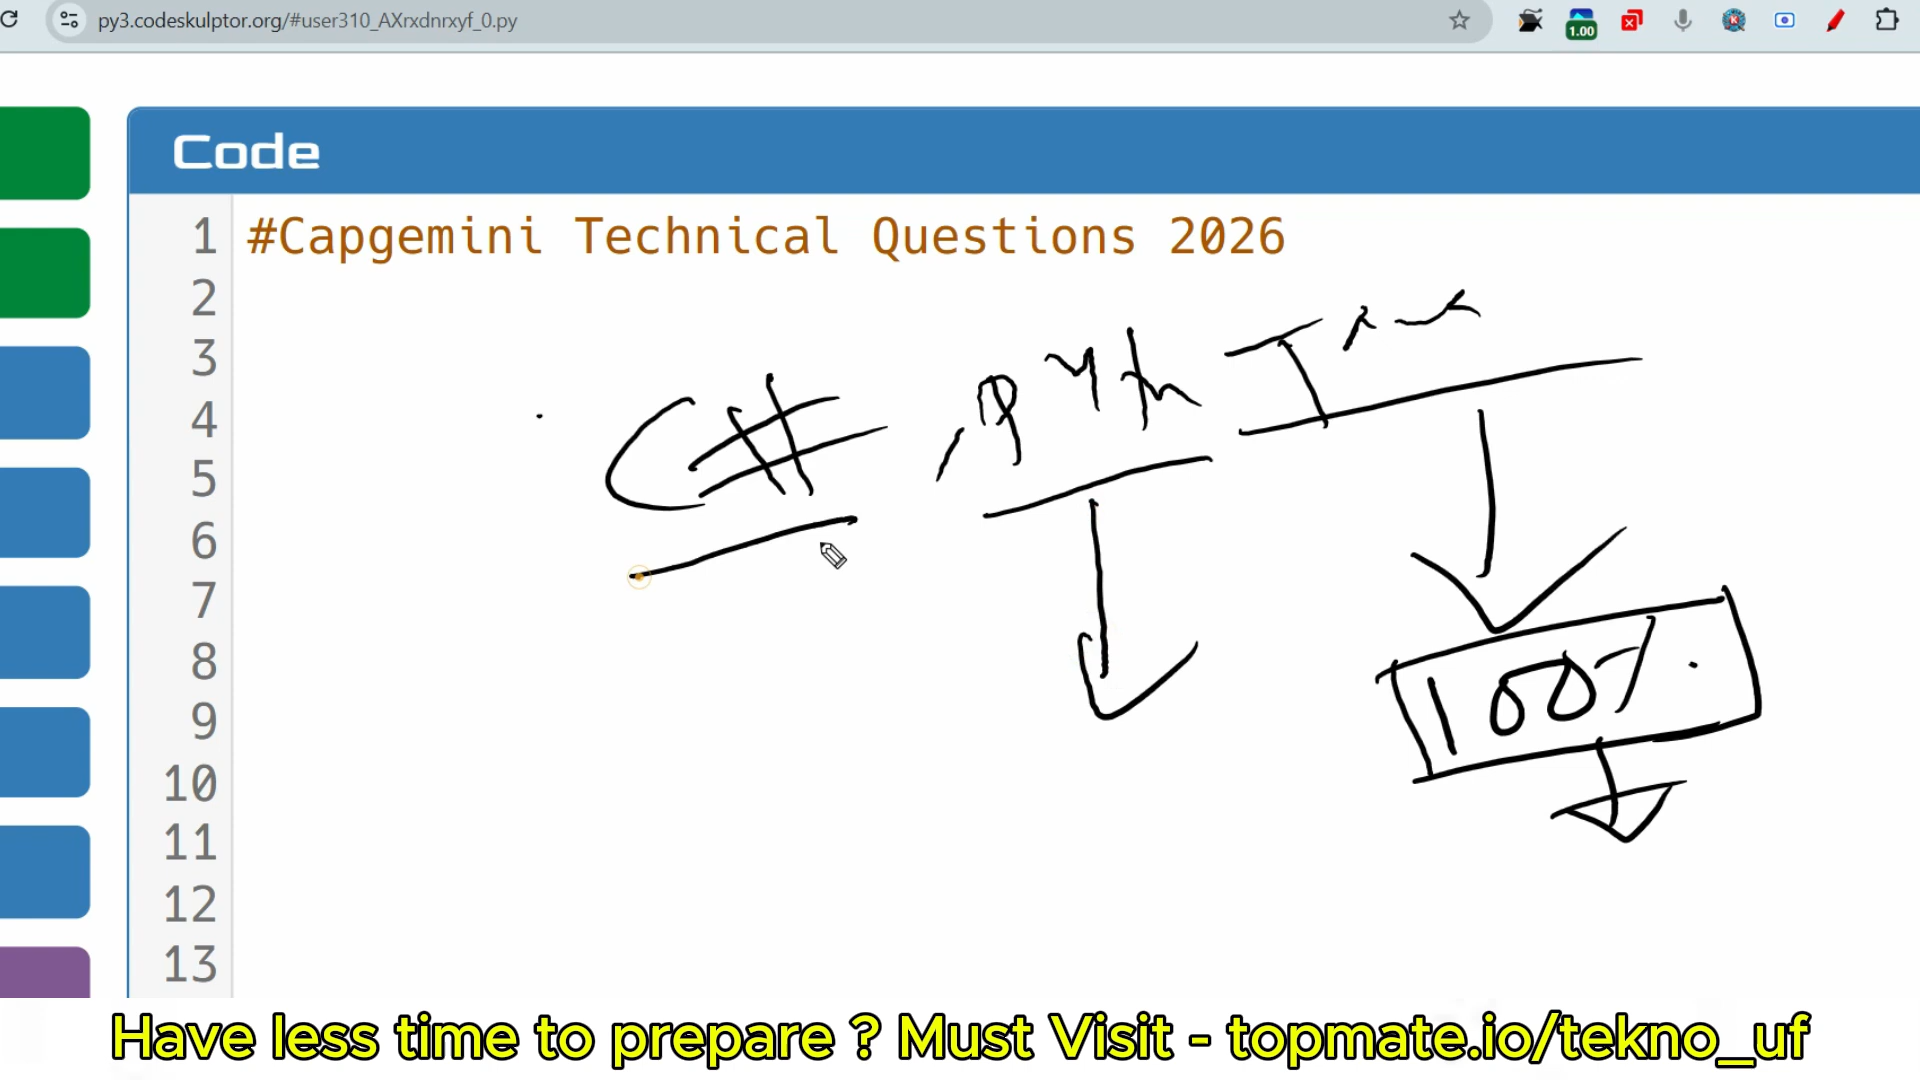 py3.codeskulptor.org/#user310_AXrxdnrxyf_0.py
1.00
Code
1 #Capgemini Technical Questions 2026
2
3
4
5
6
7
8
9
10
11
12
13
C# , Pyth
100%
Have less time to prepare ? Must Visit - topmate.io/tekno_uf